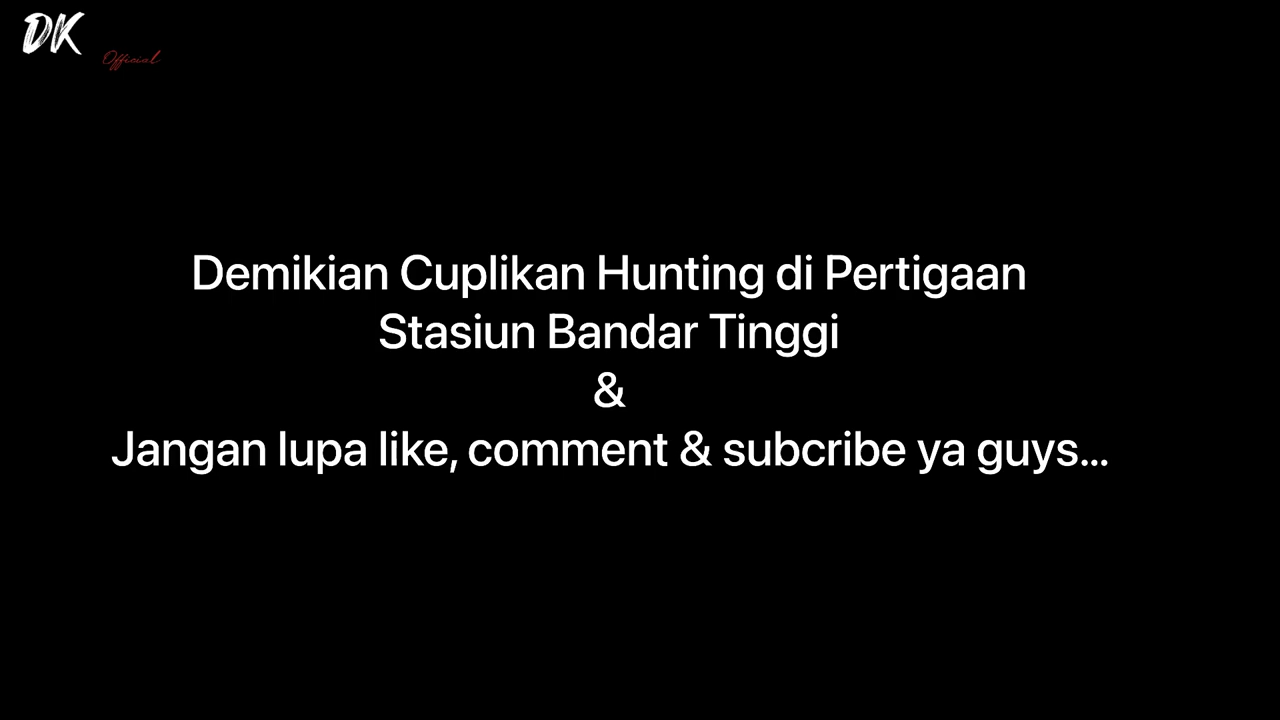 DK
Official
Demikian Cuplikan Hunting di Pertigaan
Stasiun Bandar Tinggi
&
Jangan lupa like, comment & subcribe ya guys...